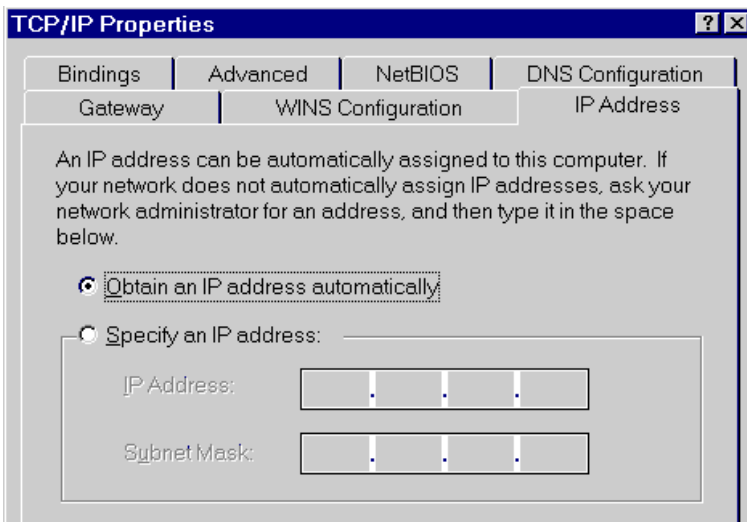 TCP/IP Properties
Bindings Advanced NetBIOS DNS Configuration
Gateway WINS Configuration IP Address
An IP address can be automatically assigned to this computer. If
your network does not automatically assign IP addresses, ask your
network administrator for an address, and then type it in the space
below.
Obtain an IP address automatically
Specify an IP address:
IP Address:
Subnet Mask: